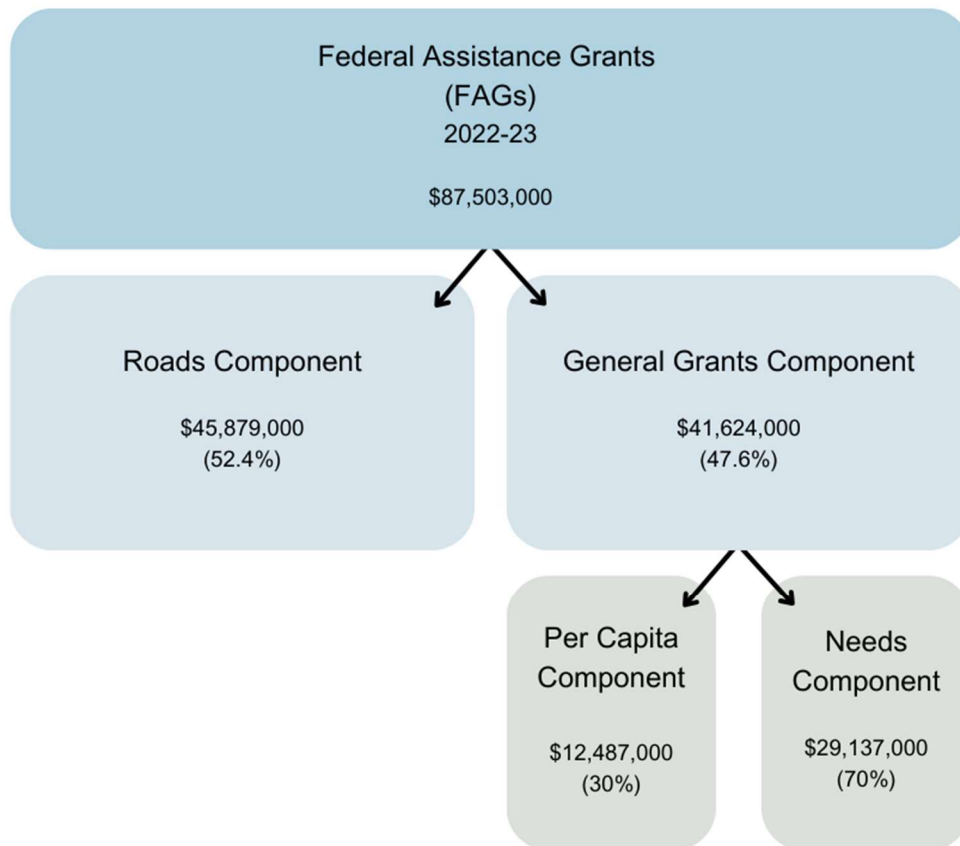 Federal Assistance Grants
(FAGs)
2022-23
$87,503,000
Roads Component
$45,879,000
(52.4%)
General Grants Component
$41,624,000
(47.6%)
Per Capita
Component
$12,487,000
(30%)
Needs
Component
$29,137,000
(70%)